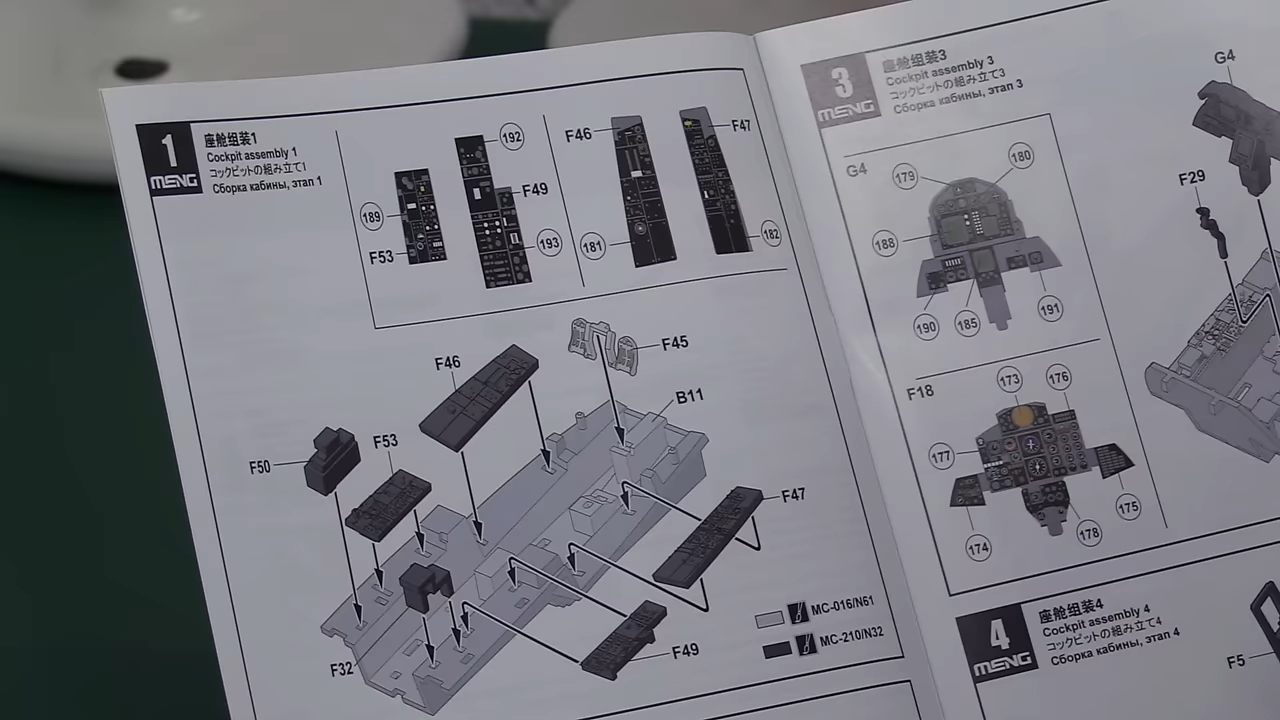 1
MENG
座舱组装1
Cockpit assembly 1
コックピットの組み立て1
Сборка кабины, этап 1
189
F53
192
F49
193
F46
181
F47
182
F45
B11
F46
F53
F50
F47
F32
F49
MC-016/N61
MC-210/N32
3
MENG
座舱组装3
Cockpit assembly 3
コックピットの組み立て3
Сборка кабины, этап 3
G4
179
180
188
190
185
191
G4
F29
F18
173
176
177
174
178
175
4
MENG
座舱组装4
Cockpit assembly 4
コックピットの組み立て4
Сборка кабины, этап 4
F5